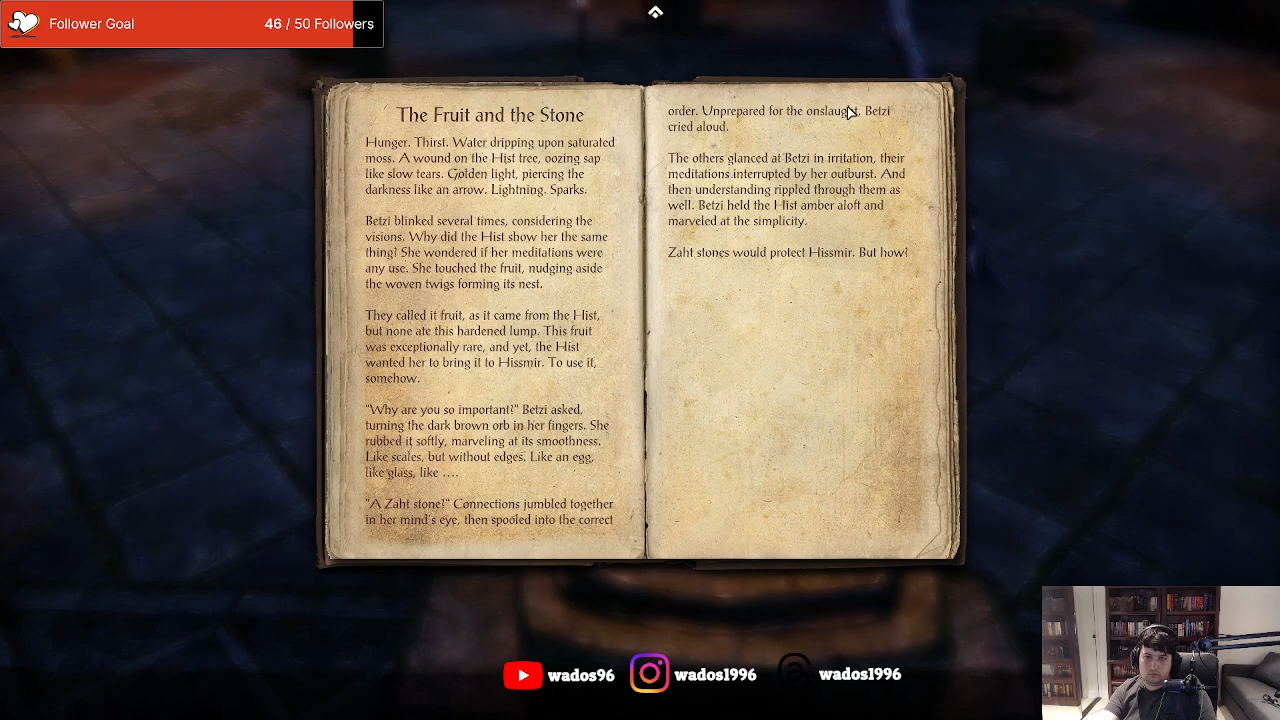 Follower Goal
46 / 50 Followers
The Fruit and the Stone
Hunger. Thirst. Water dripping upon saturated
moss. A wound on the Hist tree, oozing sap
like slow tears. Golden light, piercing the
darkness like an arrow. Lightning. Sparks.
Betzi blinked several times, considering the
visions. Why did the Hist show her the same
thing? She wondered if her meditations were
any use. She touched the fruit, nudging aside
the woven twigs forming its nest.
They called it fruit, as it came from the Hist,
but none ate this hardened lump. This fruit
was exceptionally rare, and yet, the Hist
wanted her to bring it to Hissmir. To use it,
somehow.
"Why are you so important?" Betzi asked,
turning the dark brown orb in her fingers. She
rubbed it softly, marveling at its smoothness.
Like scales, but without edges. Like an egg,
like glass, like ....
"A Zaht stone?" Connections jumbled together
in her mind's eye, then spooled into the correct
order. Unprepared for the onslaught, Betzi
cried aloud.
The others glanced at Betzi in irritation, their
meditations interrupted by her outburst. And
then understanding rippled through them as
well. Betzi held the Hist amber aloft and
marveled at the simplicity.
Zaht stones would protect Hissmir. But how?
wados96
wados1996
wados1996